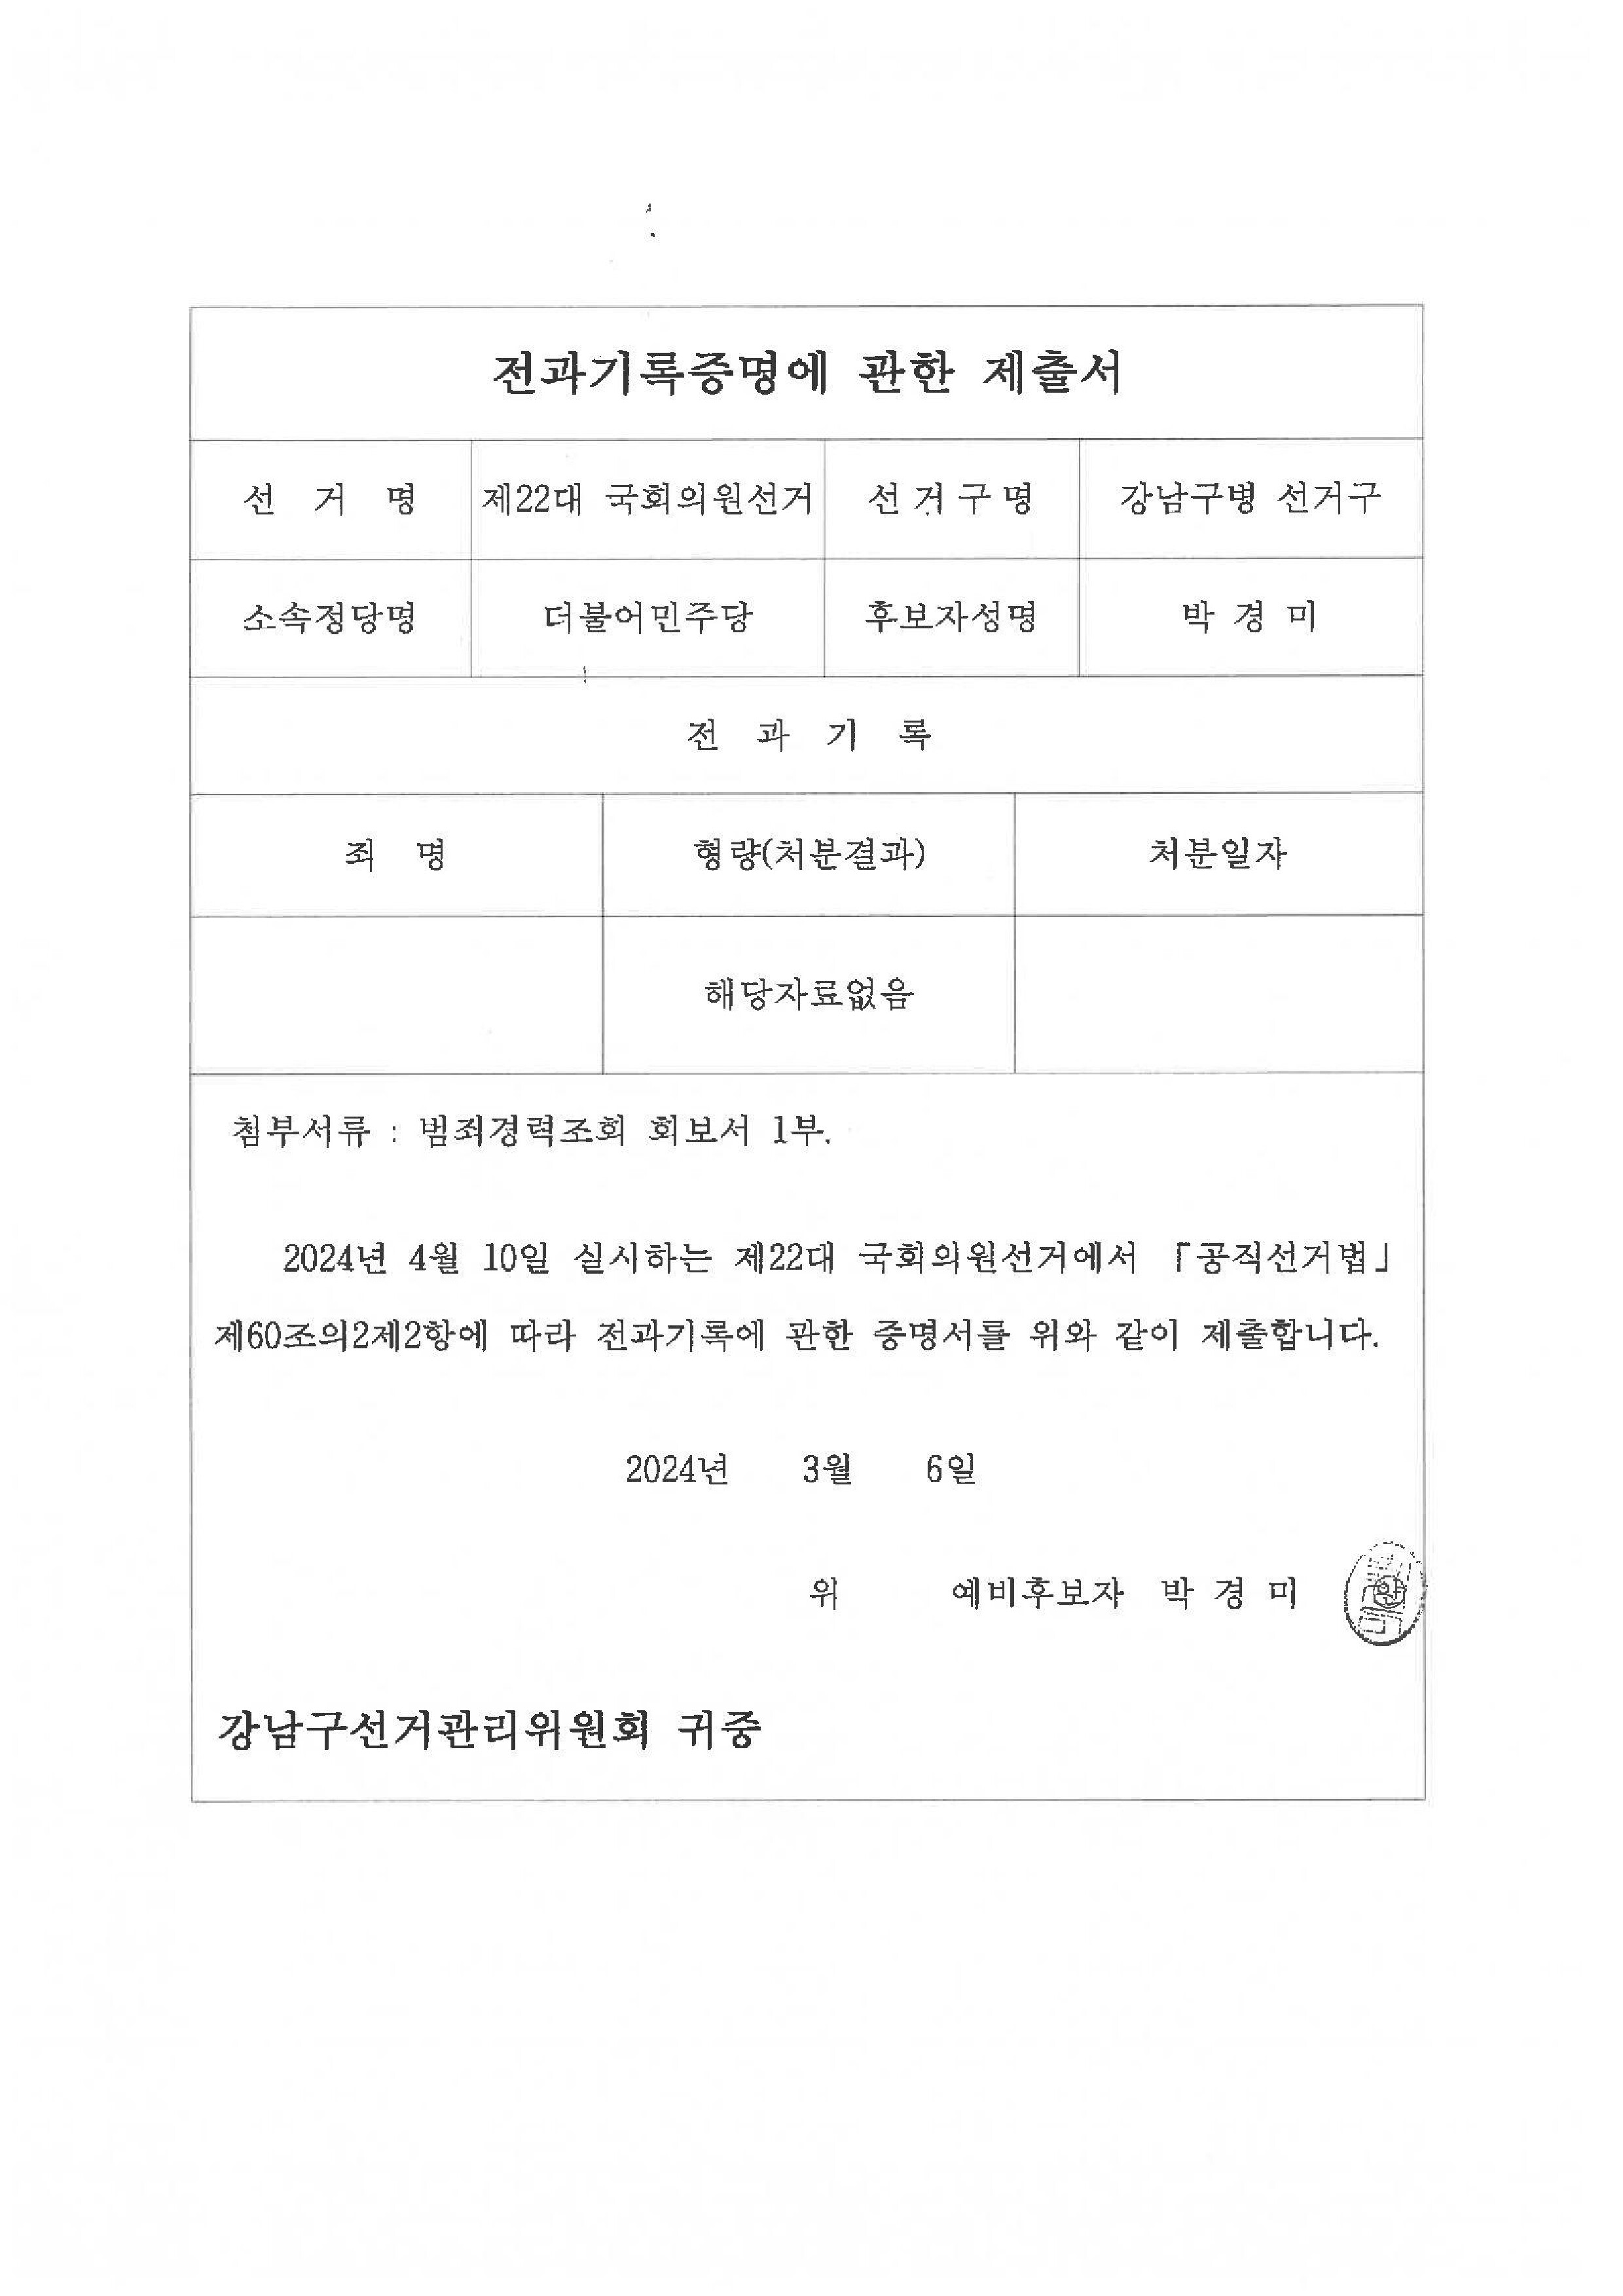 전과기록증명에 관한 제출서
선 거 명 제22대 국회의원선거 선거구명 강남구병 선거구
소속정당명 더불어민주당 후보자성명 박 경 미
전 과 기 록
죄 명 형량(처분결과) 처분일자
해당자료없음
첨부서류 : 범죄경력조회 회보서 1부.
2024년 4월 10일 실시하는 제22대 국회의원선거에서 「공직선거법」
제60조의2제2항에 따라 전과기록에 관한 증명서를 위와 같이 제출합니다.
2024년 3월 6일
위 예비후보자 박 경 미
강남구선거관리위원회 귀중